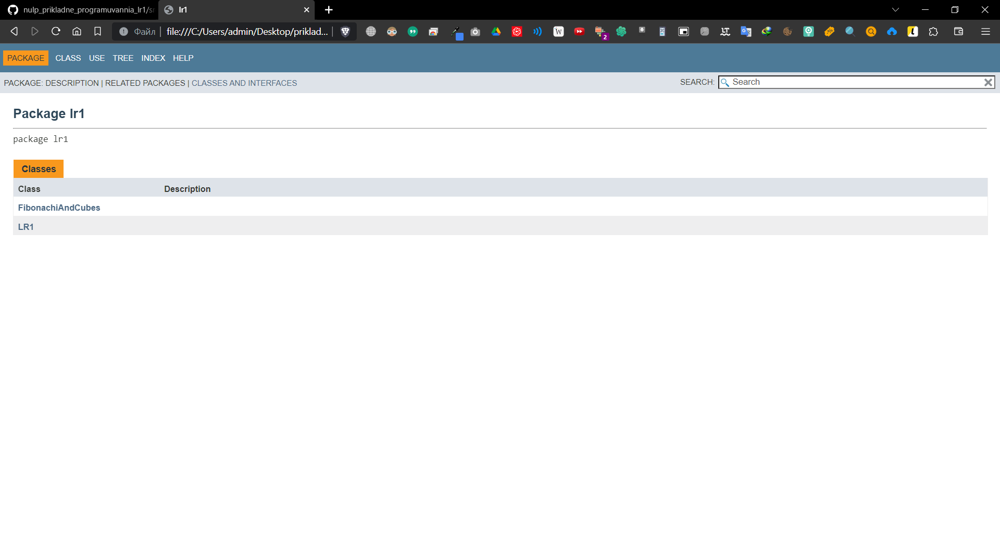 nulp_prikladne_programuvannia_lr1/sr
lr1
Файл
file:///C:/Users/admin/Desktop/priklad...
W
2
PACKAGE CLASS USE TREE INDEX HELP
PACKAGE: DESCRIPTION | RELATED PACKAGES | CLASSES AND INTERFACES
SEARCH: Search
Package lr1
package lr1
Classes
Class Description
FibonachiAndCubes
LR1